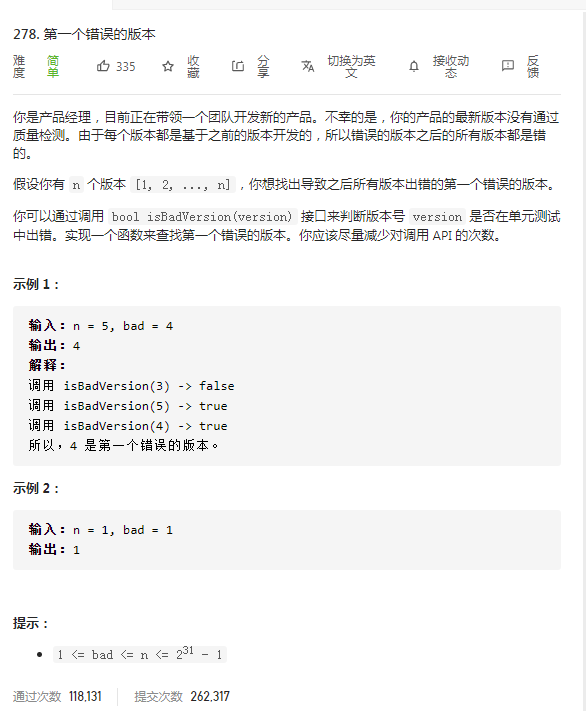 278. 第一个错误的版本
难度 简单 335 收藏 分享 切换为英文 接收动态 反馈
你是产品经理，目前正在带领一个团队开发新的产品。不幸的是，你的产品的最新版本没有通过
质量检测。由于每个版本都是基于之前的版本开发的，所以错误的版本之后的所有版本都是错
的。
假设你有 n 个版本 [1, 2, ..., n]，你想找出导致之后所有版本出错的第一个错误的版本。
你可以通过调用 bool isBadVersion(version) 接口来判断版本号 version 是否在单元测试
中出错。实现一个函数来查找第一个错误的版本。你应该尽量减少对调用 API 的次数。
示例 1：
输入：n = 5, bad = 4
输出：4
解释：
调用 isBadVersion(3) -> false
调用 isBadVersion(5) -> true
调用 isBadVersion(4) -> true
所以，4 是第一个错误的版本。
示例 2：
输入：n = 1, bad = 1
输出：1
提示：
• 1 <= bad <= n <= 2³¹ - 1
通过次数 118,131 提交次数 262,317